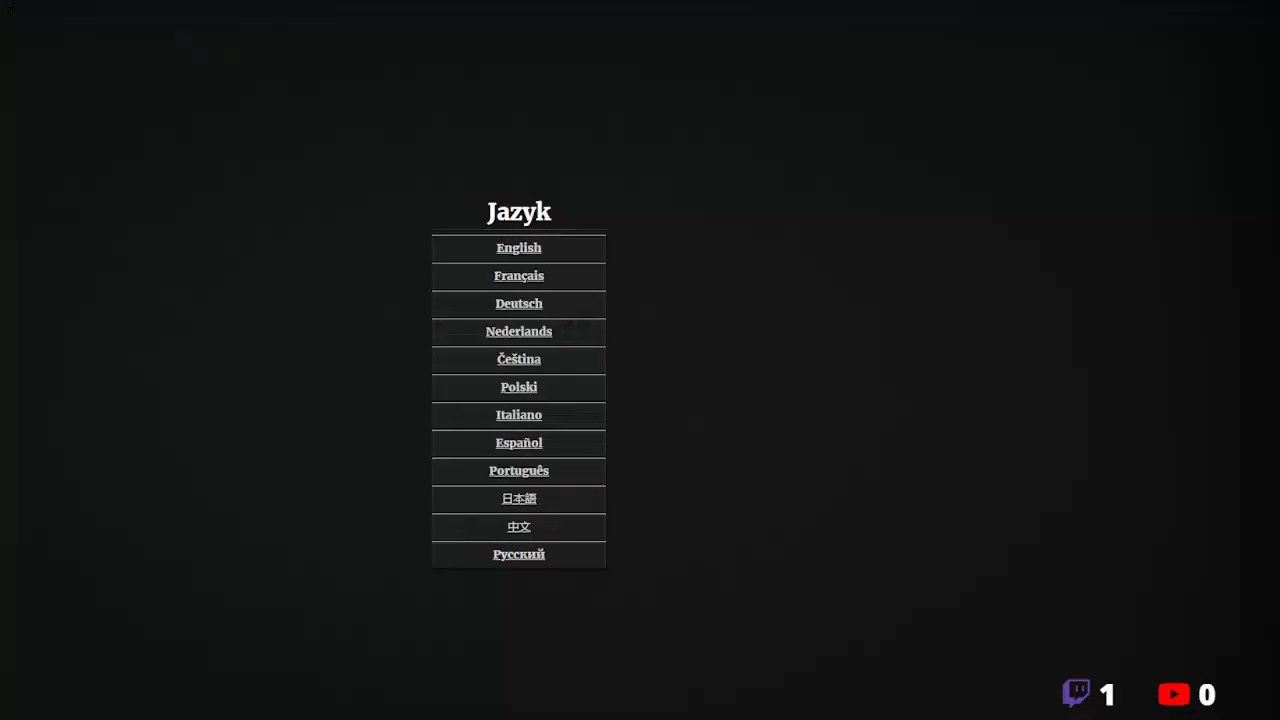 Jazyk
English
Français
Deutsch
Nederlands
Čeština
Polski
Italiano
Español
Português
日本語
中文
Русский
1 0